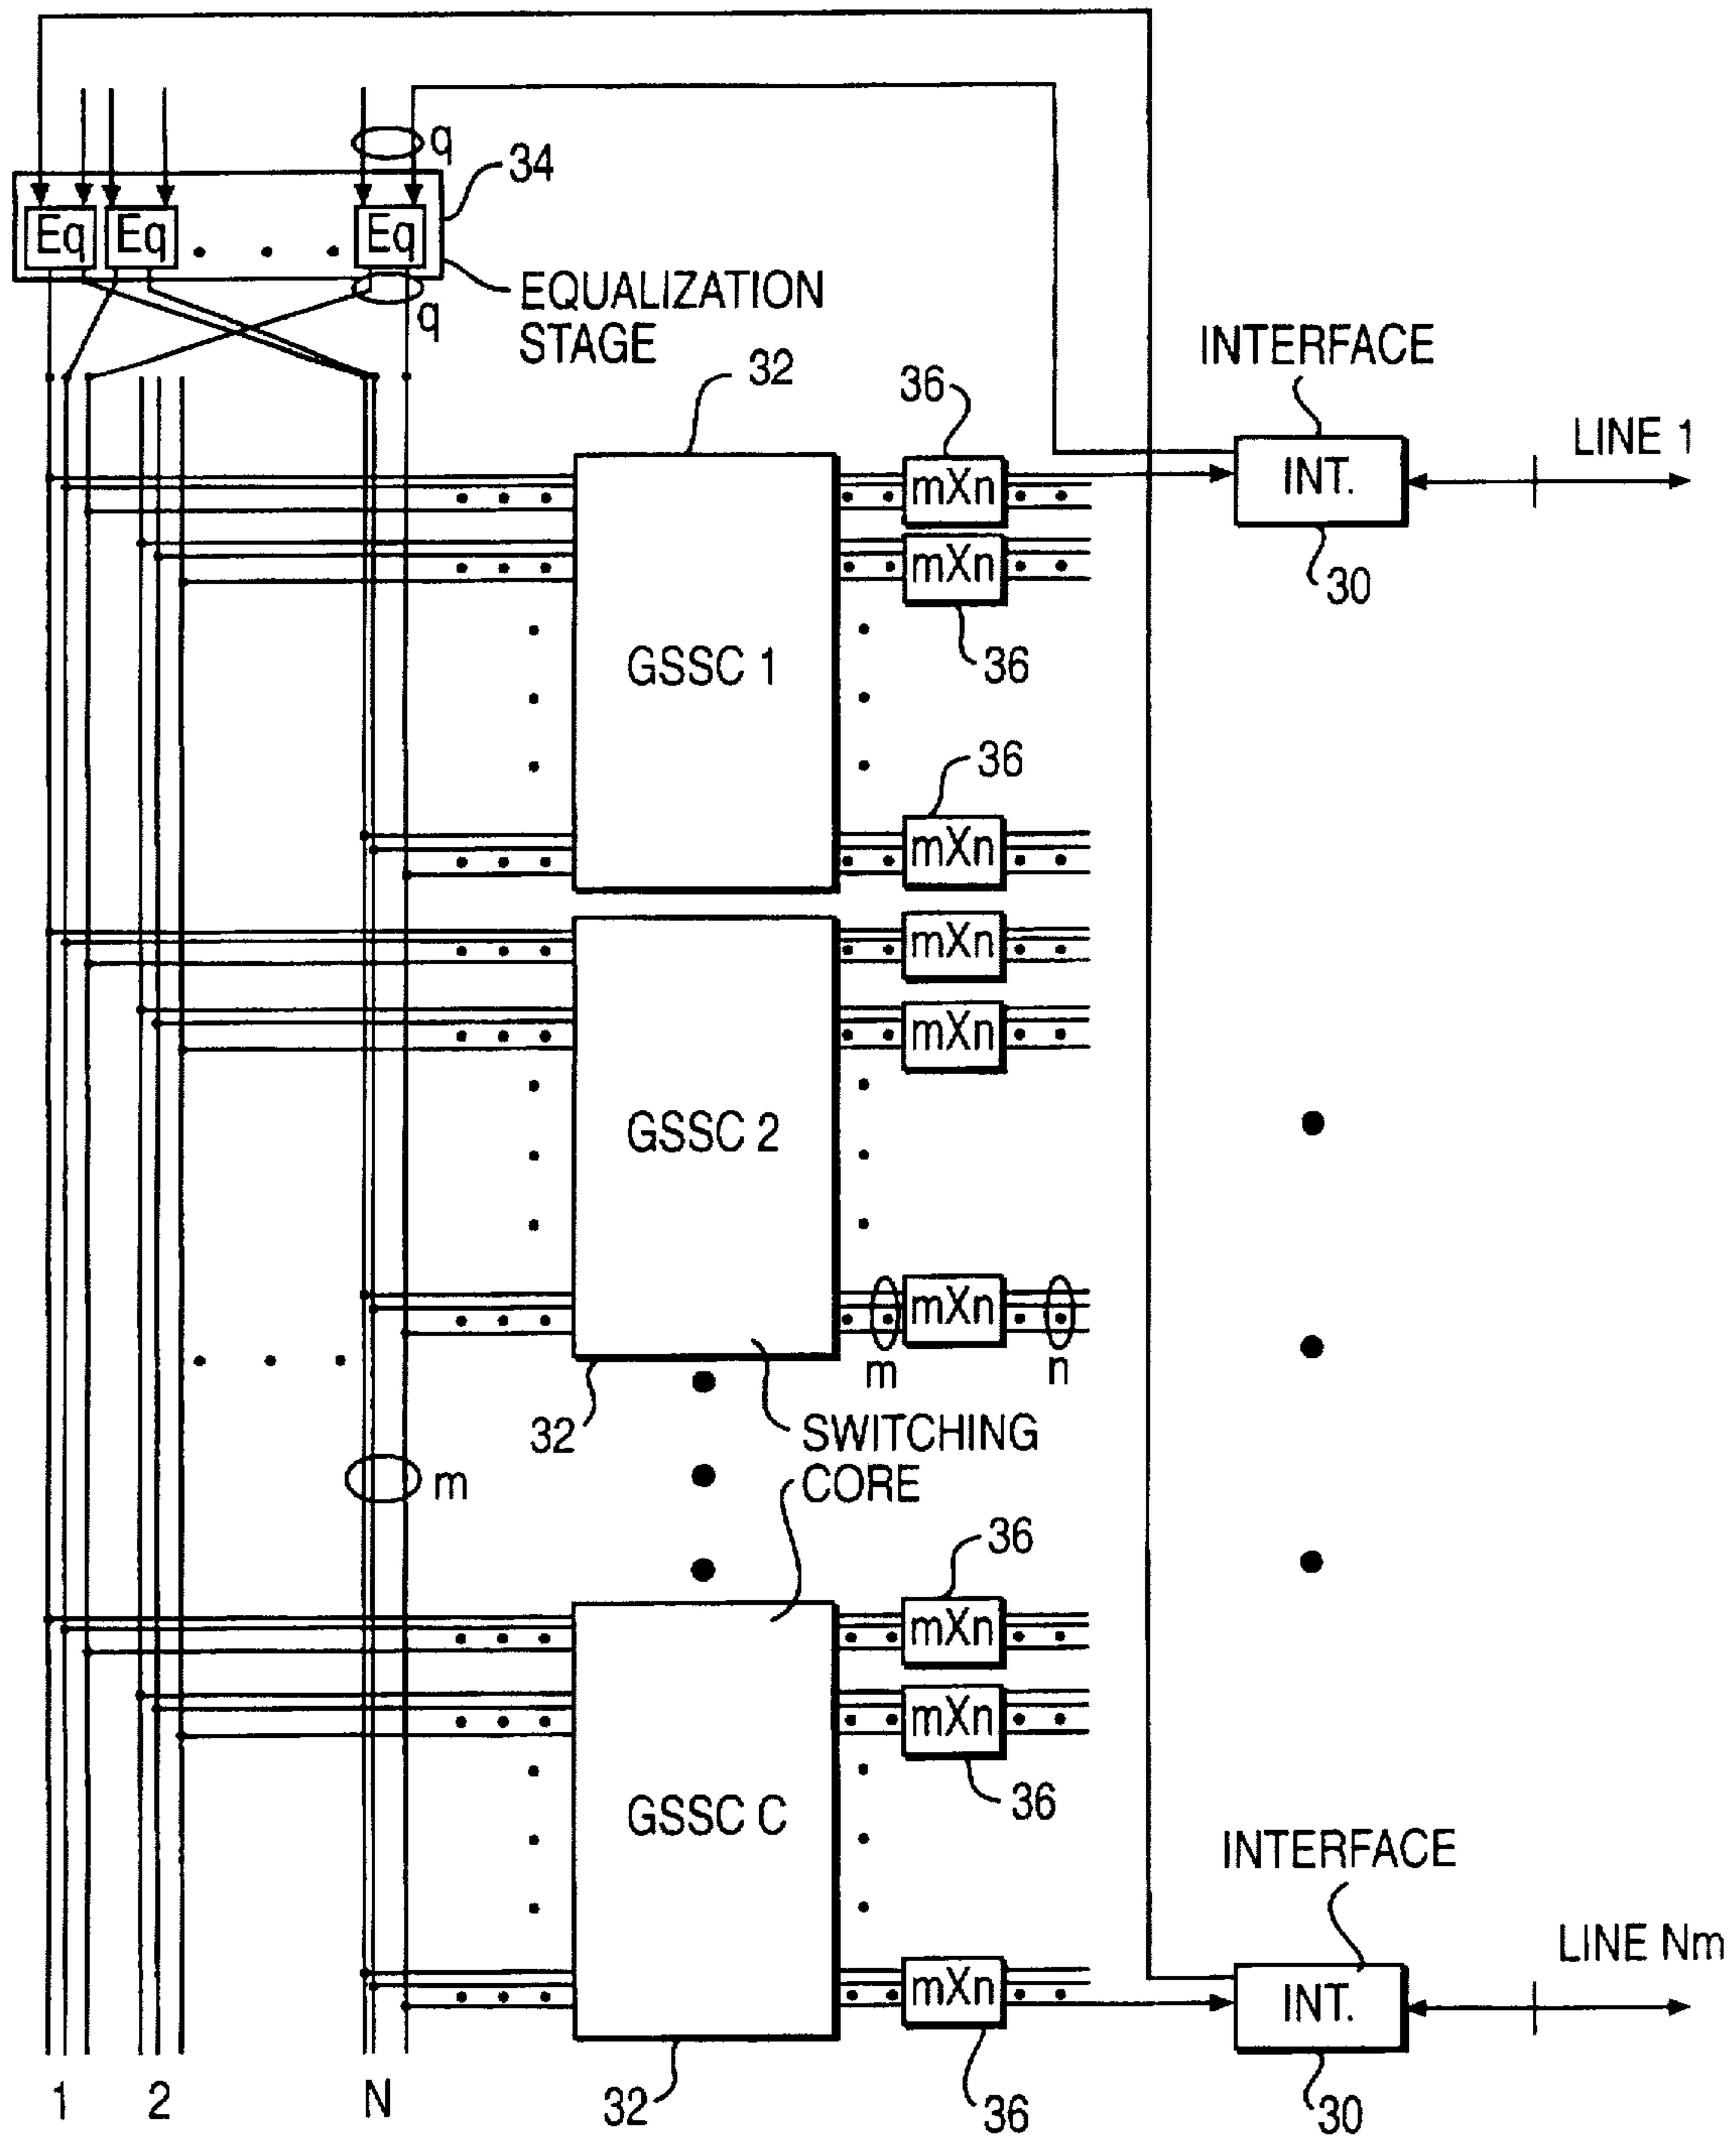 q
34
Eq Eq Eq
q
EQUALIZATION
STAGE
INTERFACE
32
36
LINE 1
mXn
INT.
mXn
30
36
GSSC 1
36
mXn
mXn
mXn
GSSC 2
mXn
m
n
32
SWITCHING
CORE
m
36
mXn
mXn
36
GSSC C
INTERFACE
LINE Nm
mXn
INT.
1 2 N
32
36
30